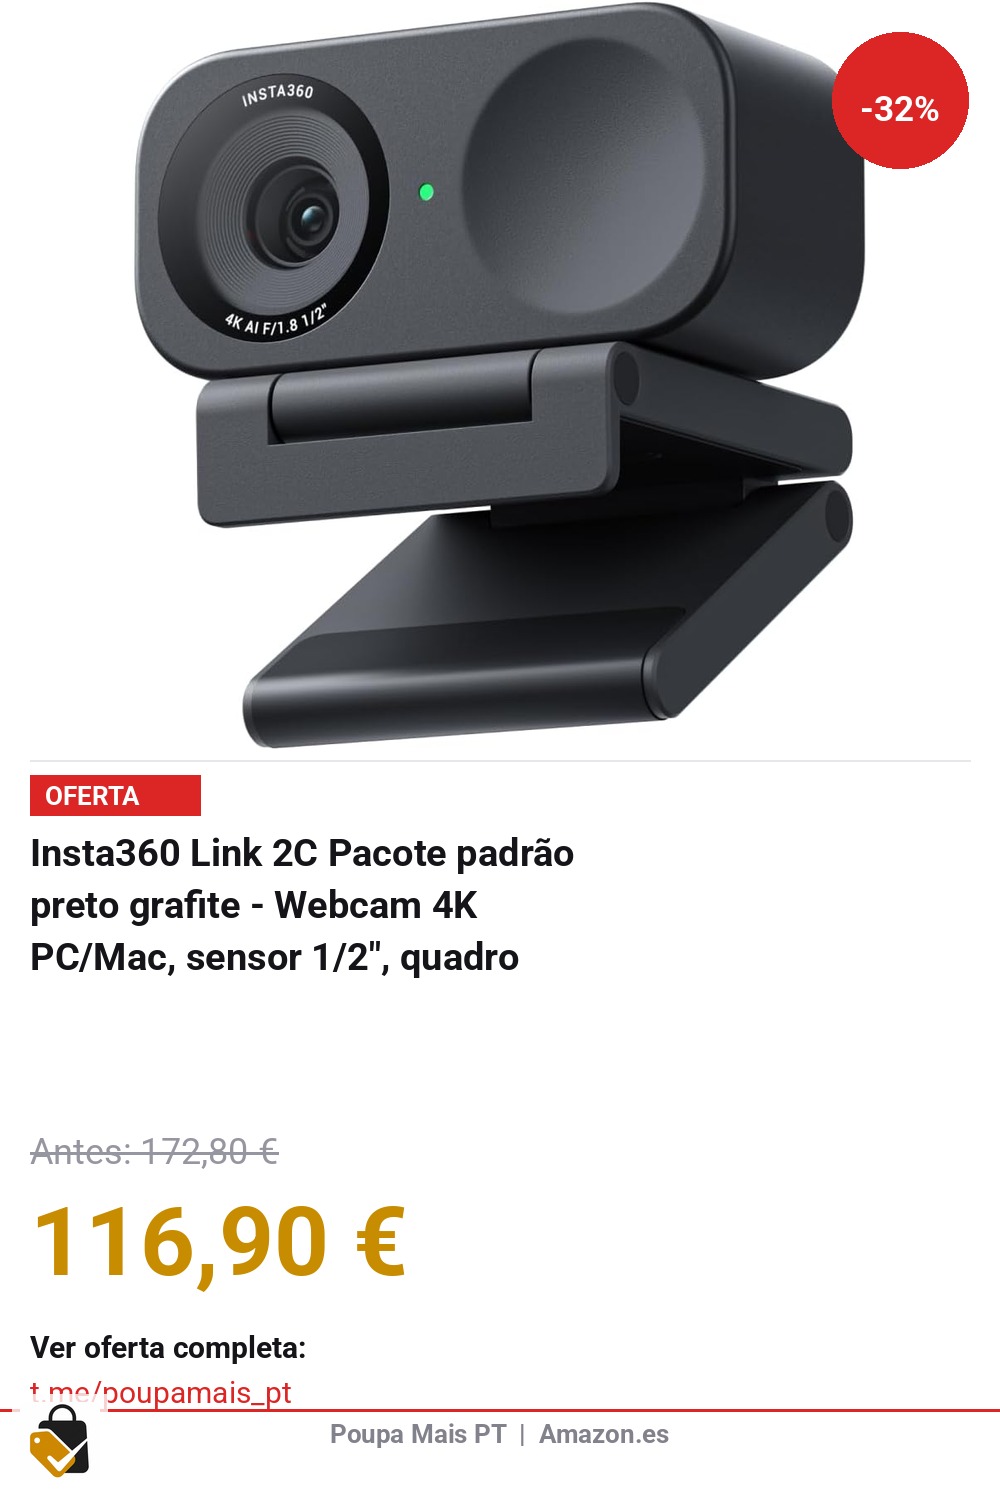 INSTA360
4K AI F/1.8 1/2"
-32%
OFERTA
Insta360 Link 2C Pacote padrão
preto grafite - Webcam 4K
PC/Mac, sensor 1/2", quadro
Antes: 172,80 €
116,90 €
Ver oferta completa:
t.me/poupamais_pt
Poupa Mais PT | Amazon.es